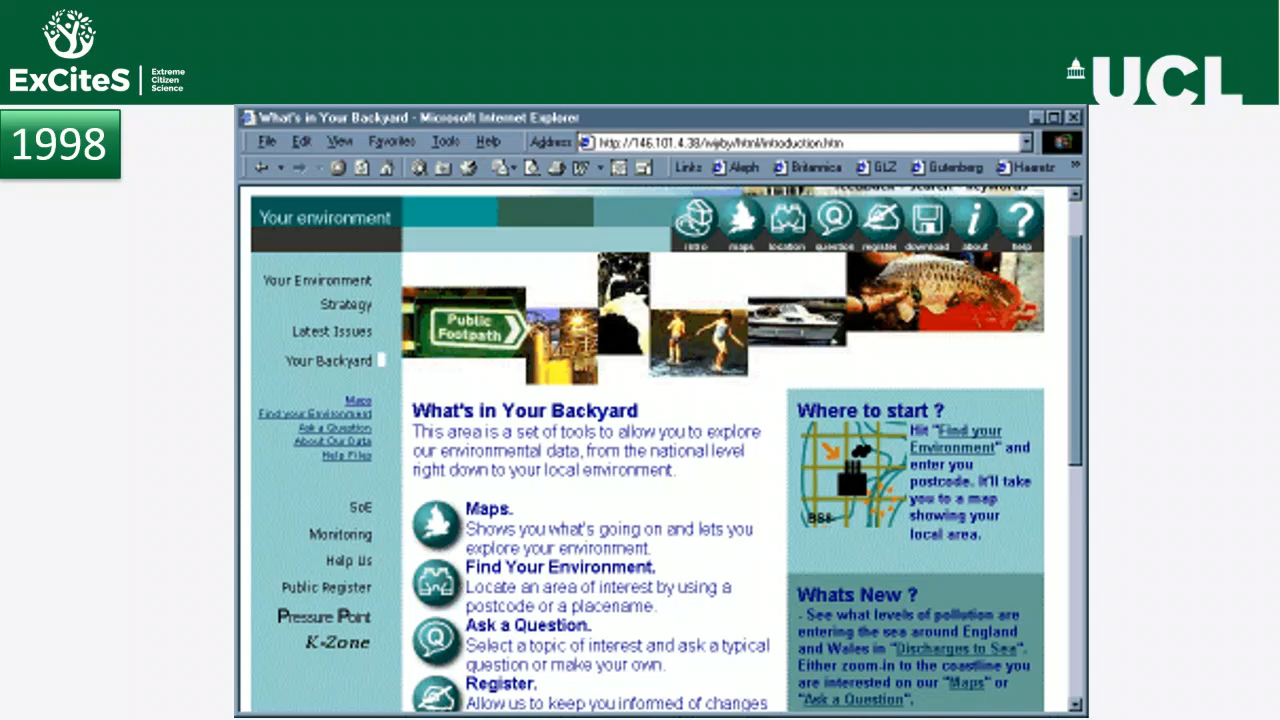 ExCiteS
Extreme
Citizen
Science
UCL
1998
What's in Your Backyard - Microsoft Internet Explorer
File Edit View Favorites Tools Help Address http://146.101.4.38/wiyby/html/introduction.htm
Links Aleph Britannica GLZ Gutenberg Haaretz
feedback - search - keywords
Your environment
intro maps location question register download about help
Your Environment
Strategy
Latest Issues
Your Backyard
Maps
Find your Environment
Ask a Question
About Our Data
Help Files
SoE
Monitoring
Help Us
Public Register
Pressure Point
K-Zone
Public
Footpath
What's in Your Backyard
This area is a set of tools to allow you to explore
our environmental data, from the national level
right down to your local environment.
Maps.
Shows you what's going on and lets you
explore your environment.
Find Your Environment.
Locate an area of interest by using a
postcode or a placename.
Ask a Question.
Select a topic of interest and ask a typical
question or make your own.
Register.
Allow us to keep you informed of changes
Where to start ?
Hit "Find your
Environment" and
enter you
postcode. It'll take
you to a map
showing your
local area.
Whats New ?
- See what levels of pollution are
entering the sea around England
and Wales in "Discharges to Sea".
Either zoom-in to the coastline you
are interested on our "Maps" or
"Ask a Question".